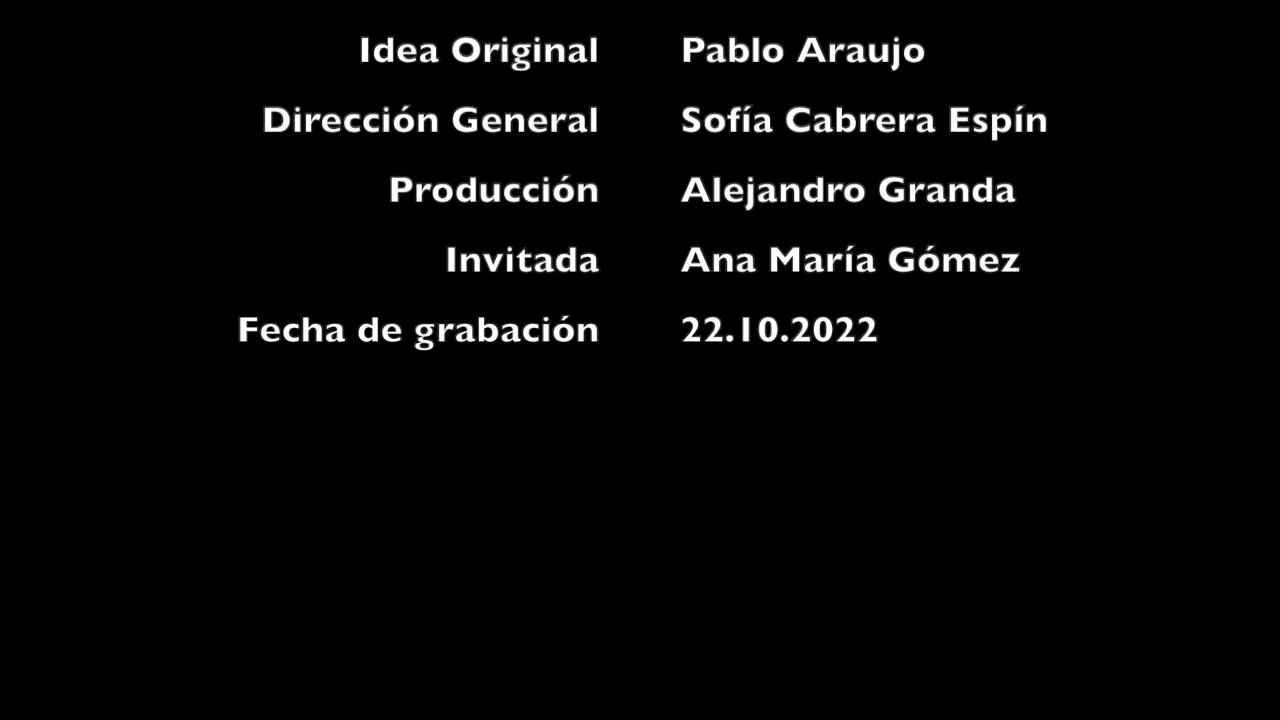 Idea Original Pablo Araujo
Dirección General Sofía Cabrera Espín
Producción Alejandro Granda
Invitada Ana María Gómez
Fecha de grabación 22.10.2022